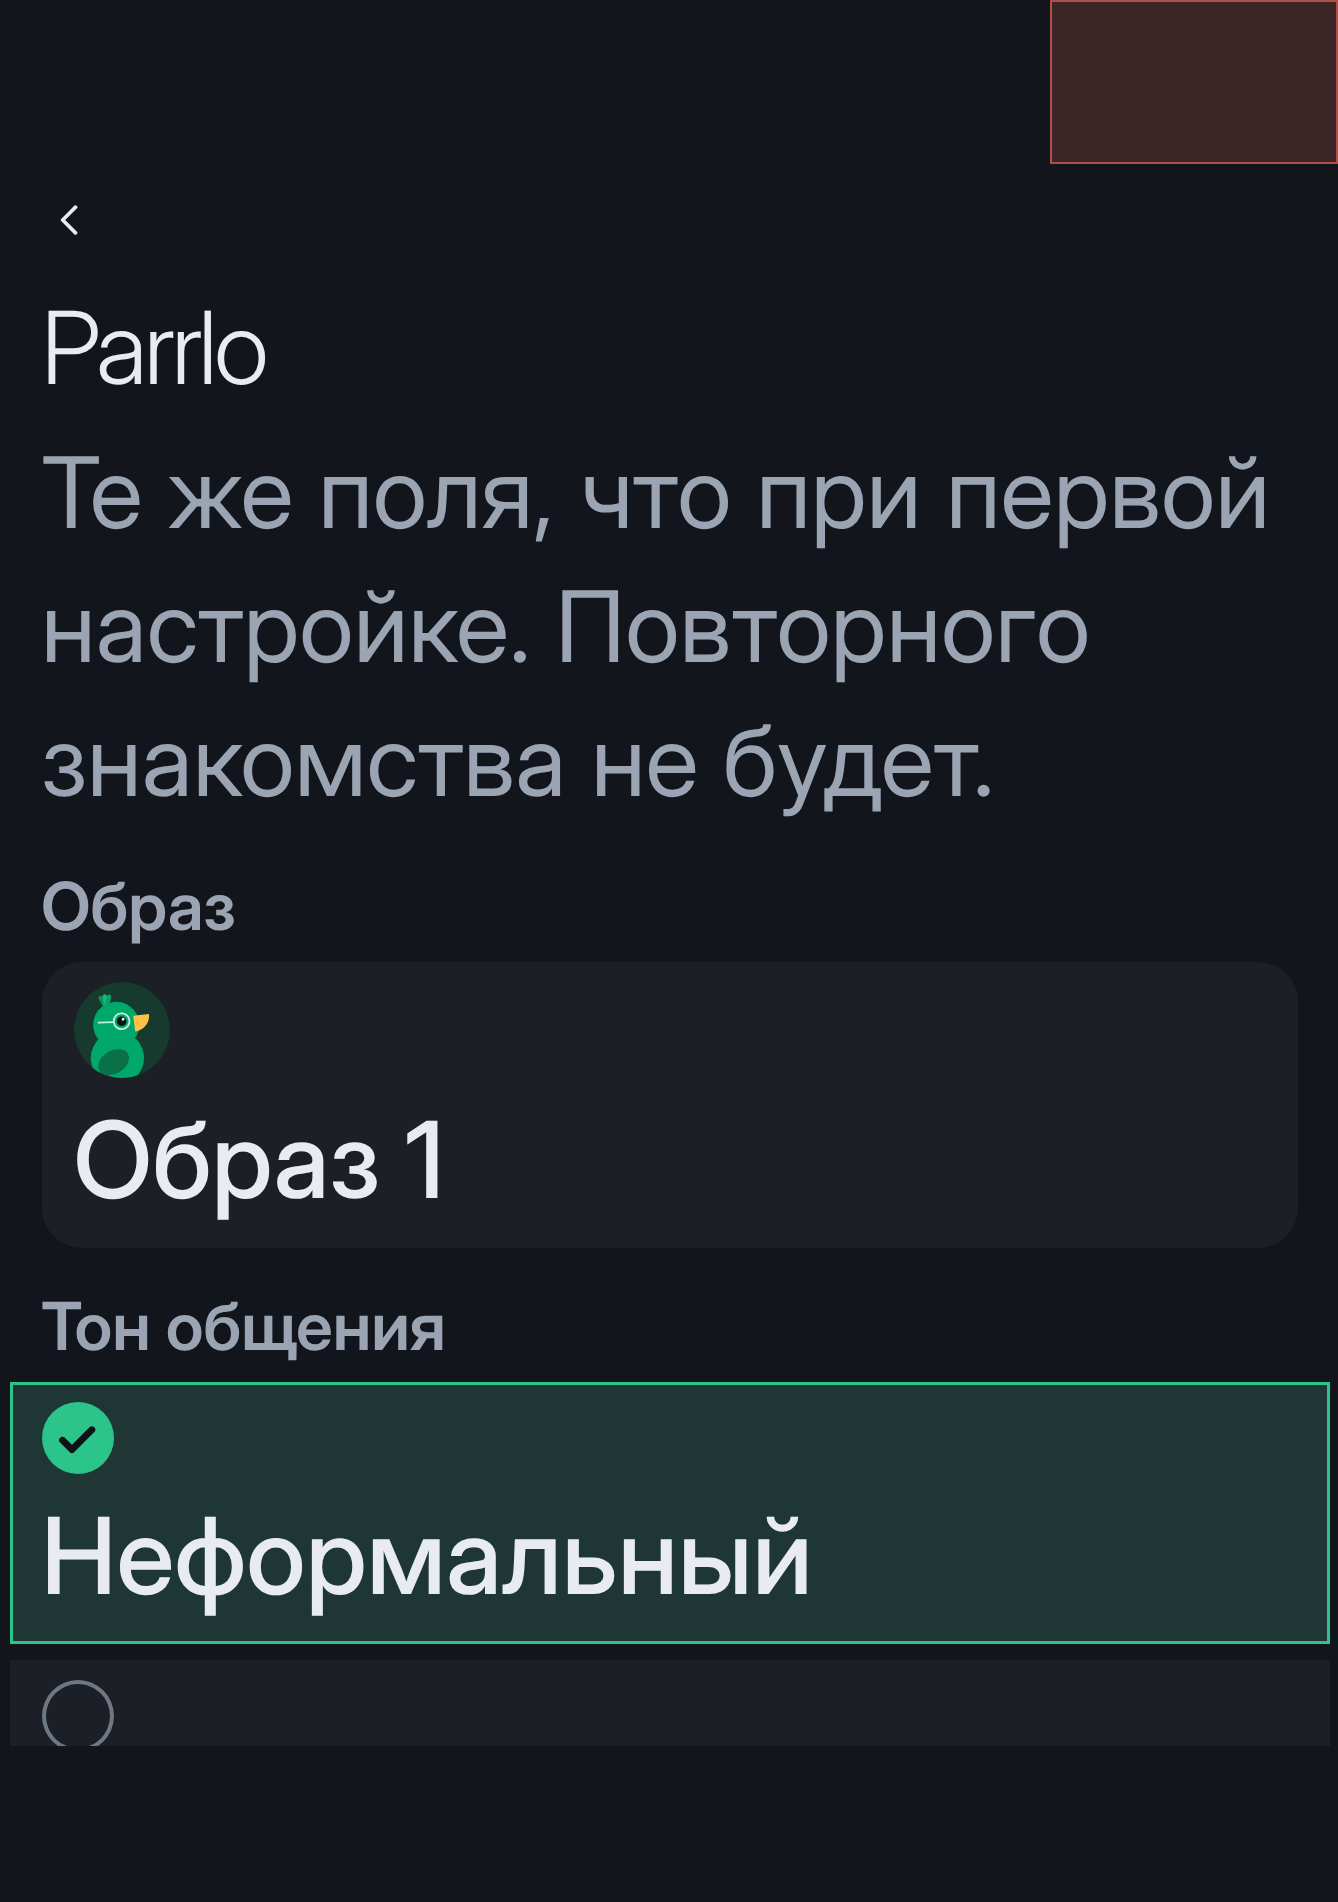 Parrlo
Те же поля, что при первой
настройке. Повторного
знакомства не будет.
Образ
Образ 1
Тон общения
Неформальный